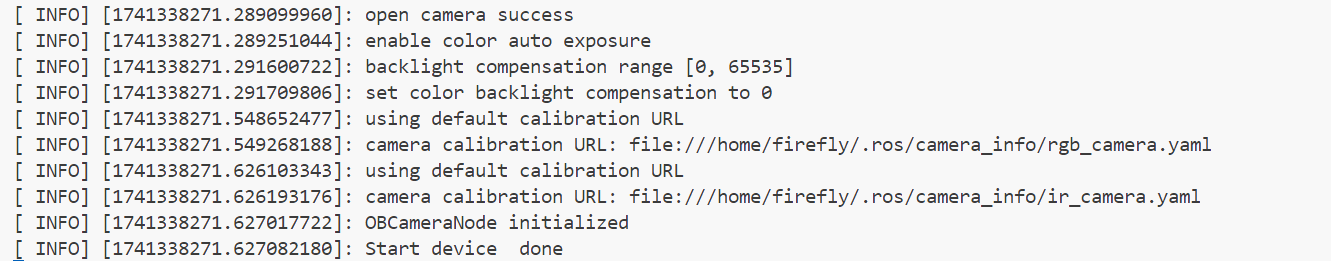 [ INFO] [1741338271.289099960]: open camera success
[ INFO] [1741338271.289251044]: enable color auto exposure
[ INFO] [1741338271.291600722]: backlight compensation range [0, 65535]
[ INFO] [1741338271.291709806]: set color backlight compensation to 0
[ INFO] [1741338271.548652477]: using default calibration URL
[ INFO] [1741338271.549268188]: camera calibration URL: file:///home/firefly/.ros/camera_info/rgb_camera.yaml
[ INFO] [1741338271.626103343]: using default calibration URL
[ INFO] [1741338271.626193176]: camera calibration URL: file:///home/firefly/.ros/camera_info/ir_camera.yaml
[ INFO] [1741338271.627017722]: OBCameraNode initialized
[ INFO] [1741338271.627082180]: Start device  done